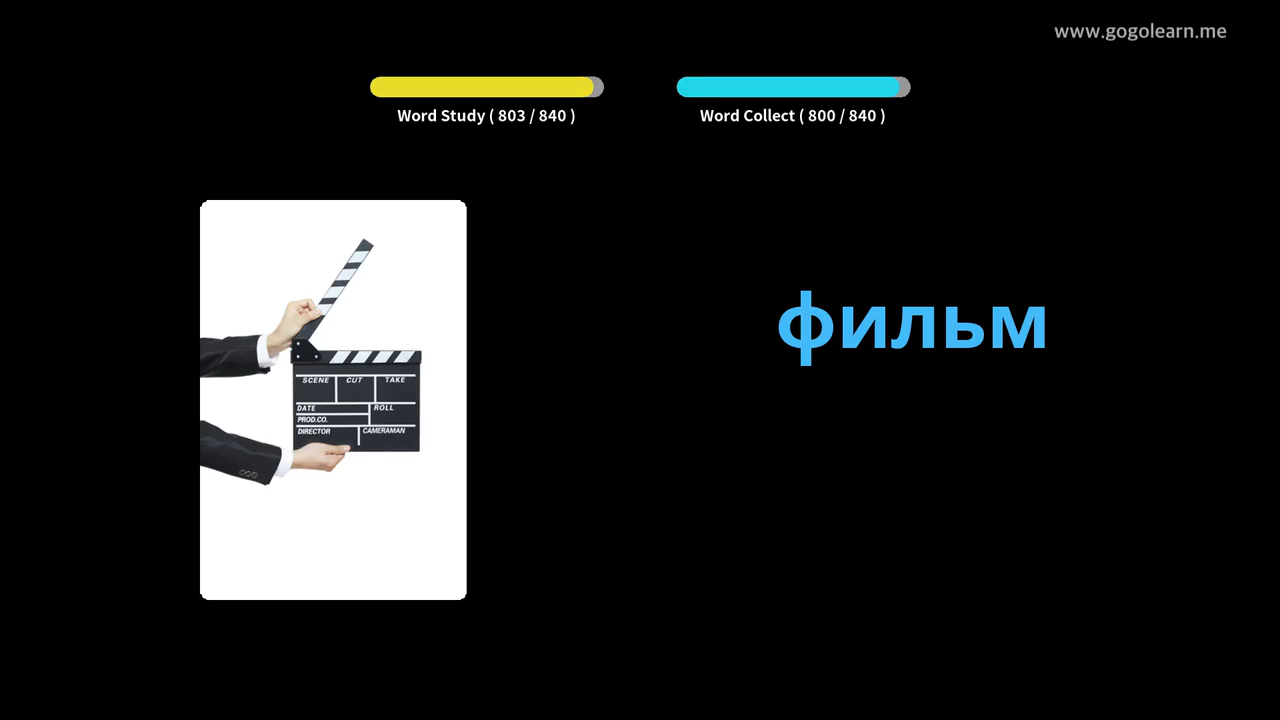 www.gogolearn.me
Word Study ( 803 / 840 )
Word Collect ( 800 / 840 )
фильм
SCENE CUT TAKE
DATE ROLL
PROD.CO.
DIRECTOR CAMERAMAN